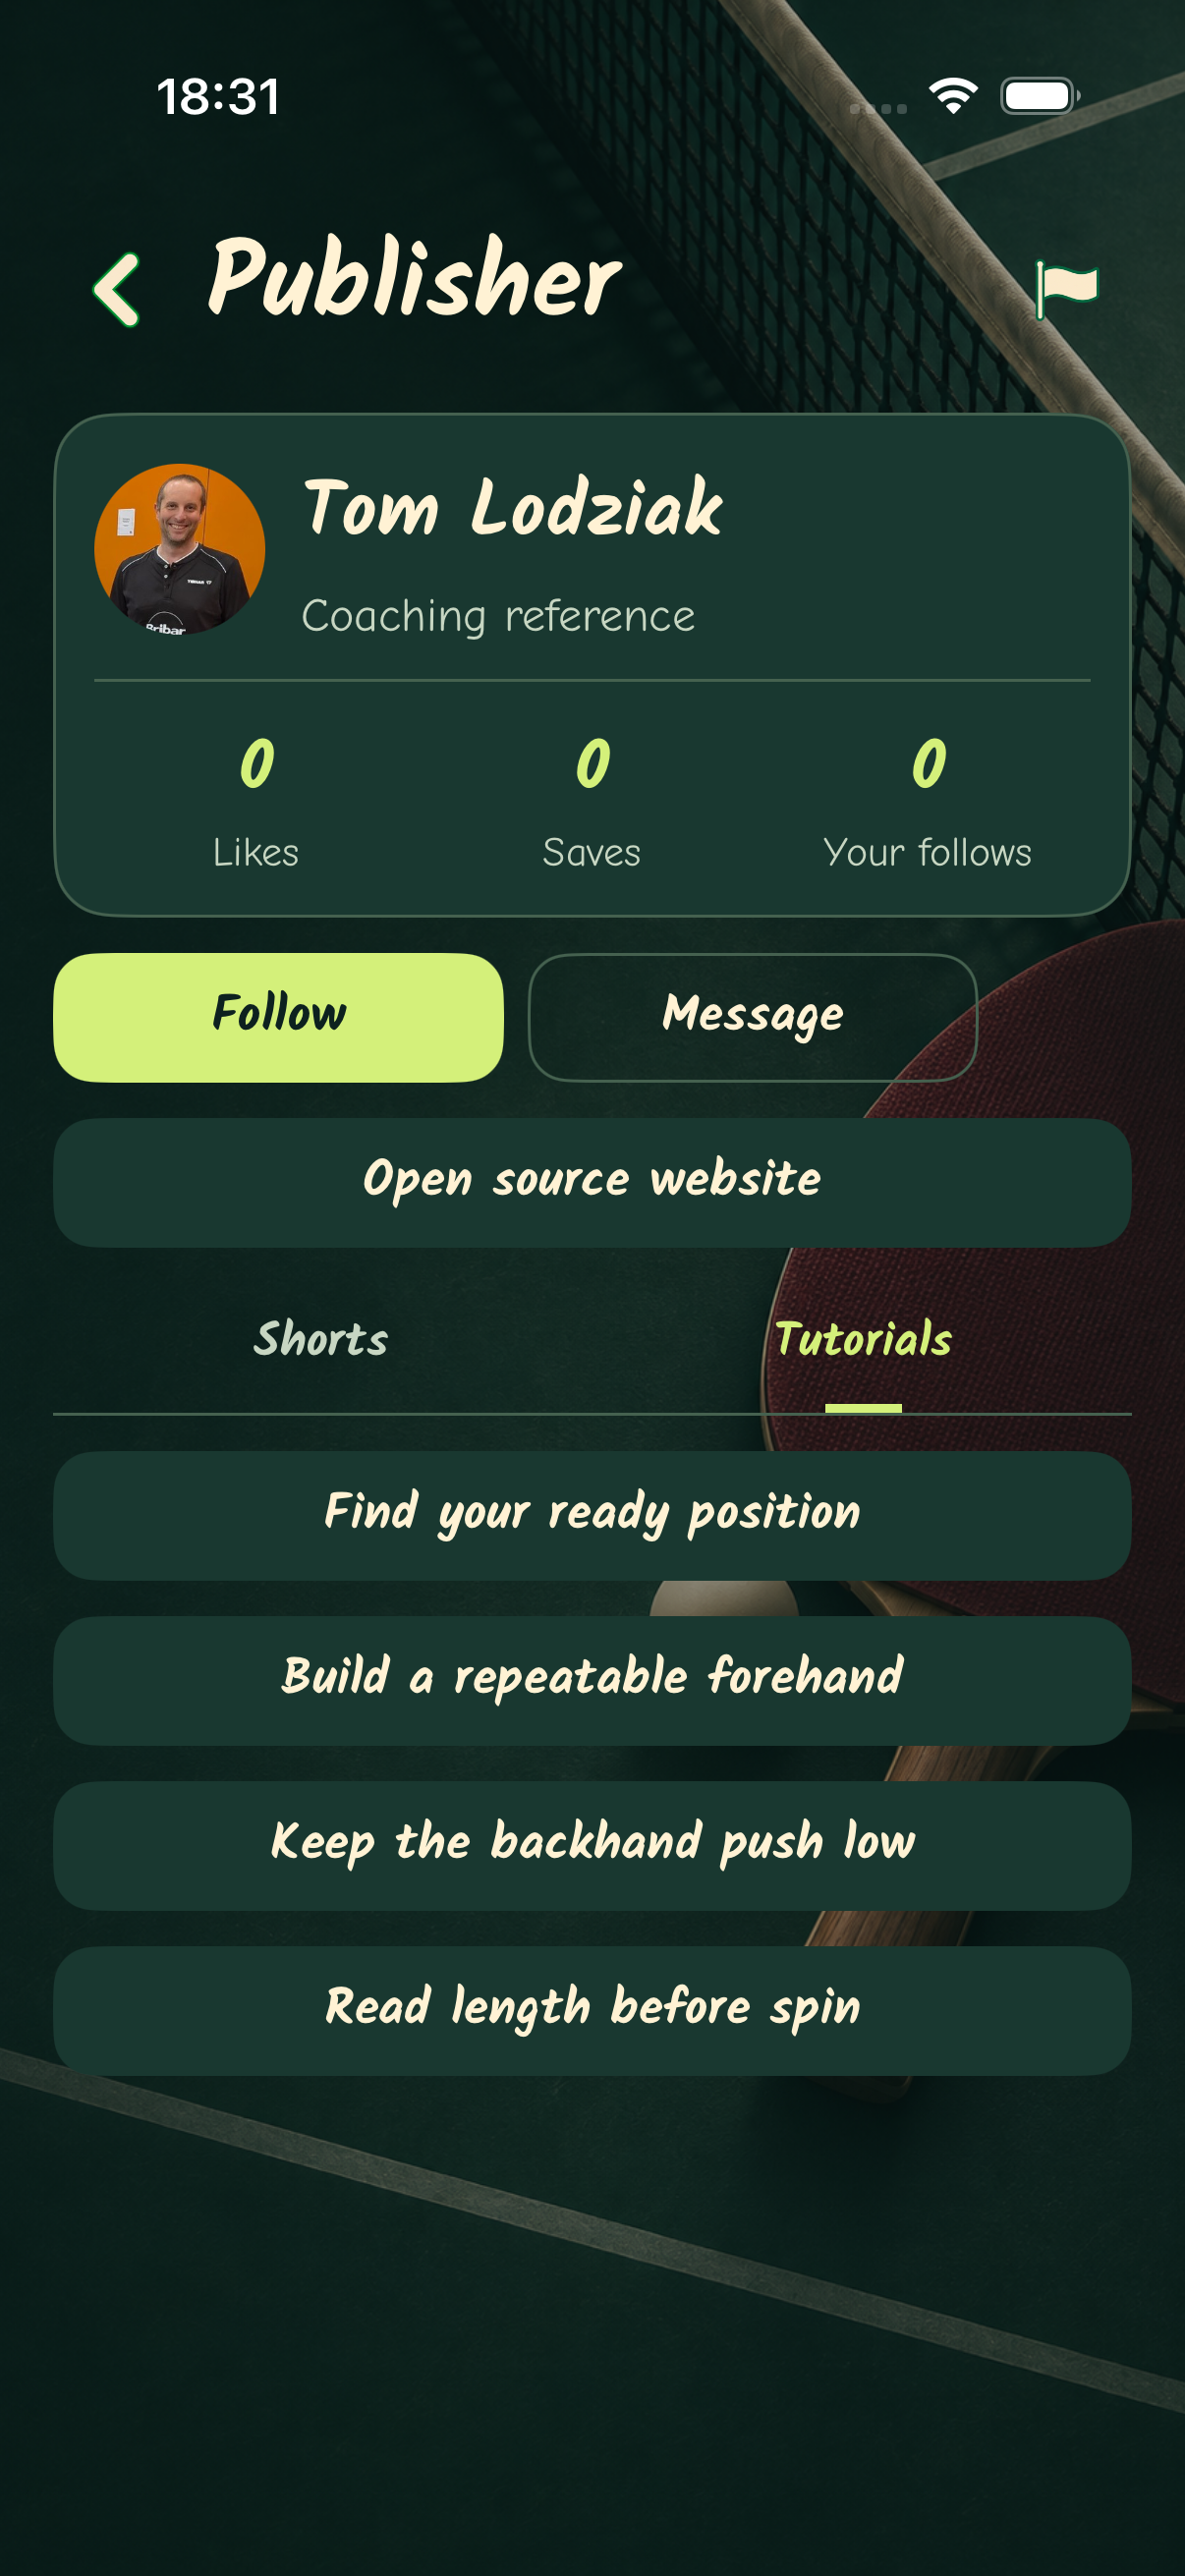 18:31
Publisher
Tom Lodziak
Coaching reference
0 0 0
Likes Saves Your follows
Follow Message
Open source website
Shorts Tutorials
Find your ready position
Build a repeatable forehand
Keep the backhand push low
Read length before spin